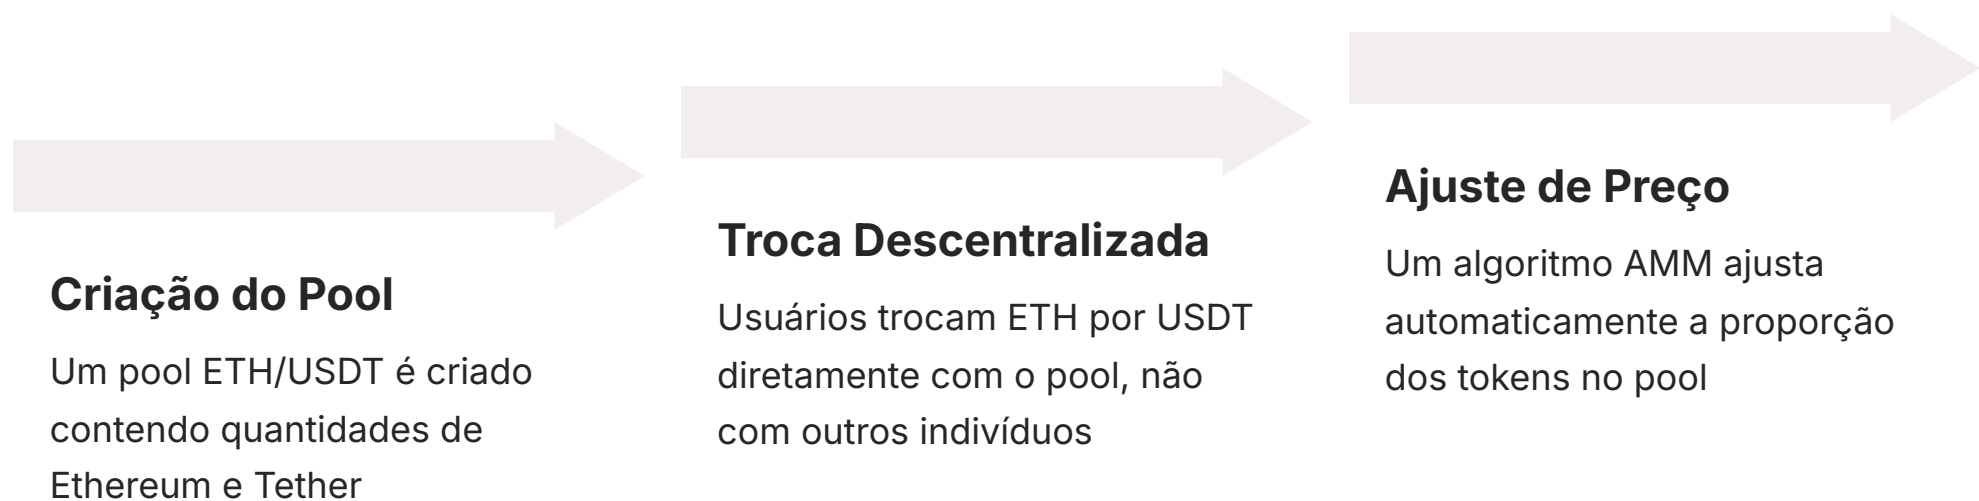 Criação do Pool
Um pool ETH/USDT é criado
contendo quantidades de
Ethereum e Tether
Troca Descentralizada
Usuários trocam ETH por USDT
diretamente com o pool, não
com outros indivíduos
Ajuste de Preço
Um algoritmo AMM ajusta
automaticamente a proporção
dos tokens no pool